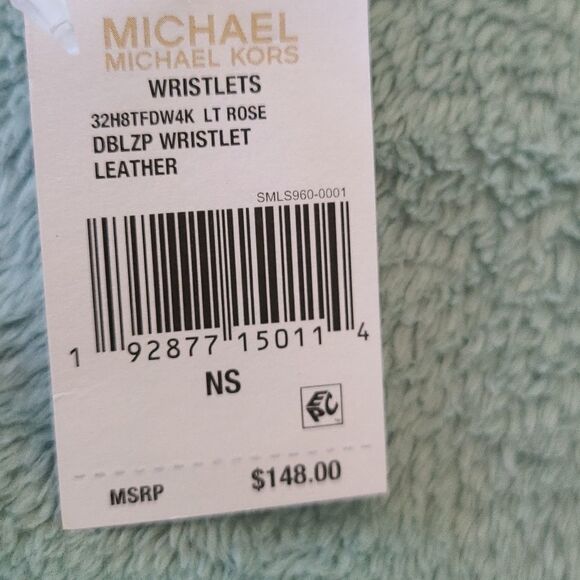 MICHAEL
MICHAEL KORS
WRISTLETS
32H8TFDW4K LT ROSE
DBLZP WRISTLET
LEATHER
SMLS960-0001
1 92877 15011 4
NS
EPC
MSRP $148.00